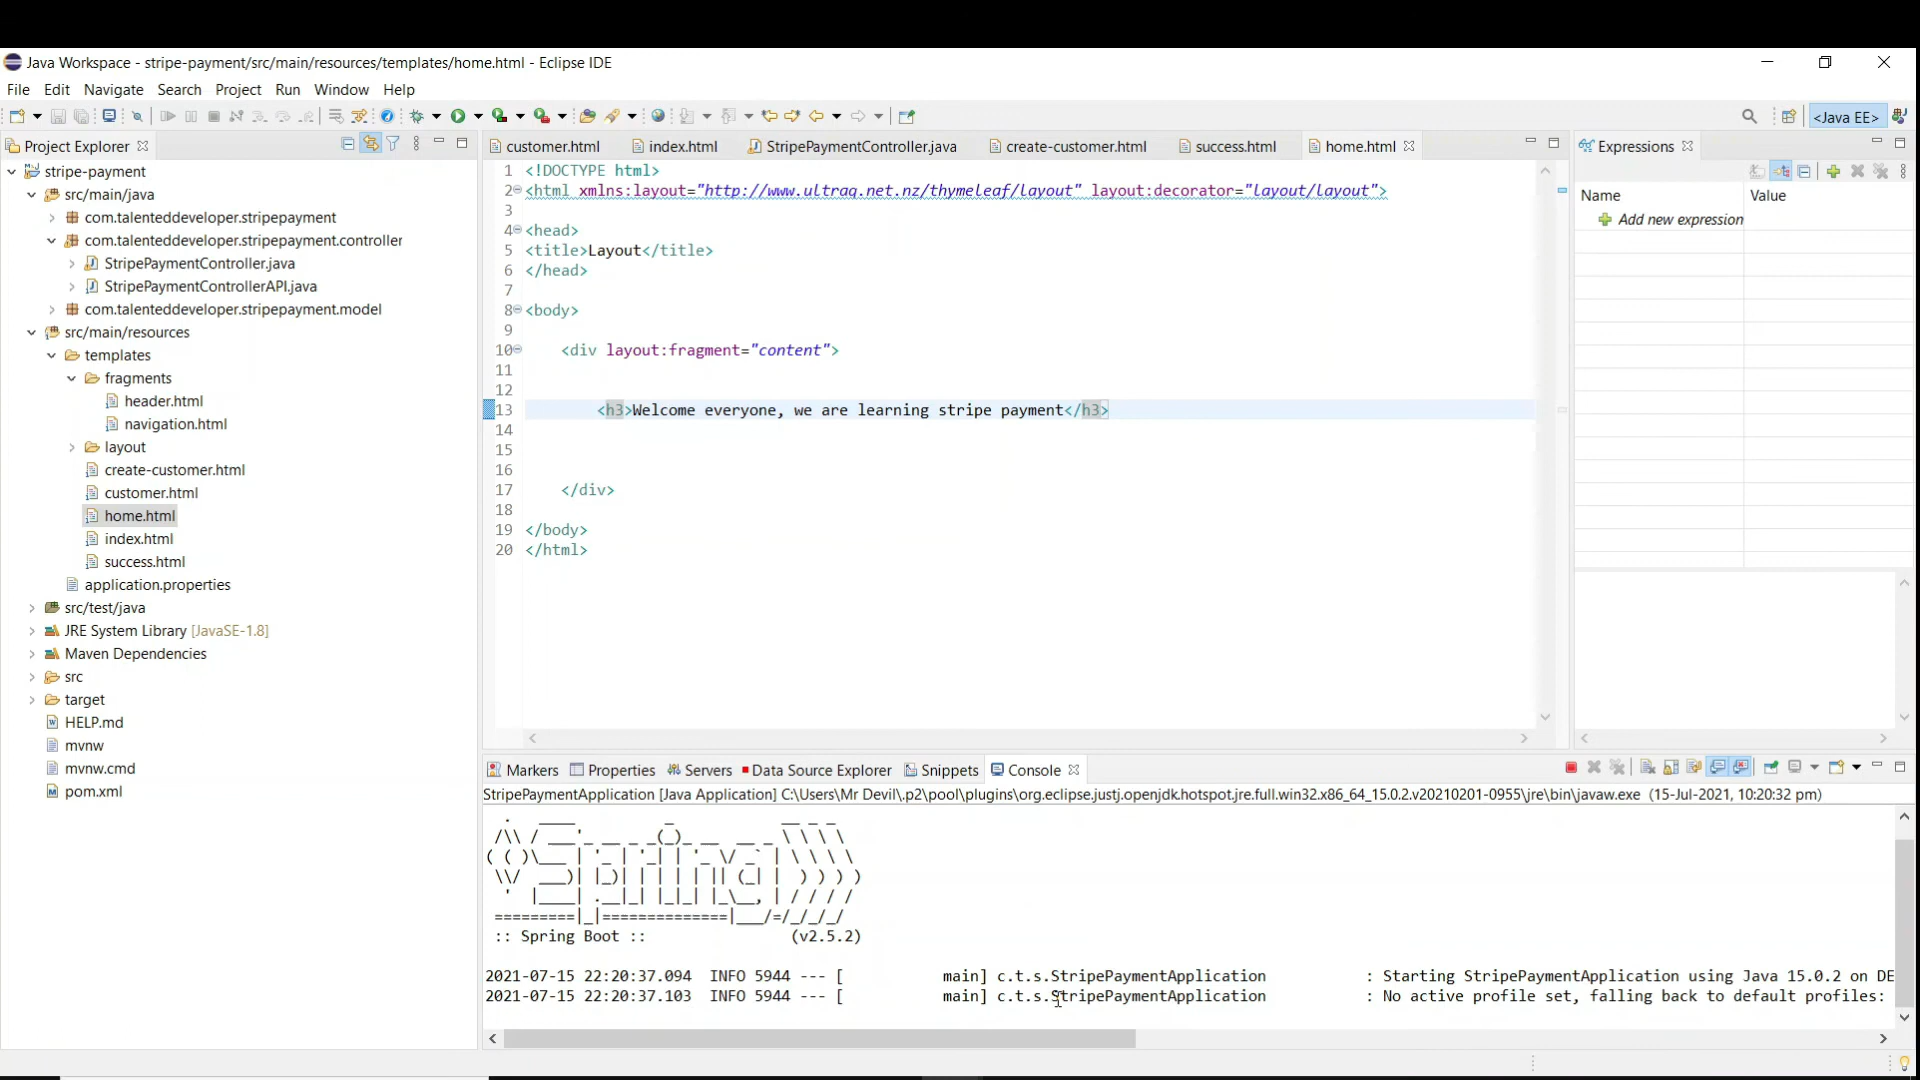 Java Workspace - stripe-payment/src/main/resources/templates/home.html - Eclipse IDE
File Edit Navigate Search Project Run Window Help
<Java EE>
Project Explorer
customer.html index.html StripePaymentController.java create-customer.html success.html home.html
Expressions
stripe-payment
src/main/java
com.talenteddeveloper.stripepayment
com.talenteddeveloper.stripepayment.controller
StripePaymentController.java
StripePaymentControllerAPI.java
com.talenteddeveloper.stripepayment.model
src/main/resources
templates
fragments
header.html
navigation.html
layout
create-customer.html
customer.html
home.html
index.html
success.html
application.properties
src/test/java
JRE System Library [JavaSE-1.8]
Maven Dependencies
src
target
HELP.md
mvnw
mvnw.cmd
pom.xml
1 <!DOCTYPE html>
2 <html xmlns:layout="http://www.ultraq.net.nz/thymeleaf/layout" layout:decorator="layout/layout">
3
4 <head>
5 <title>Layout</title>
6 </head>
7
8 <body>
9
10 <div layout:fragment="content">
11
12
13 <h3>Welcome everyone, we are learning stripe payment</h3>
14
15
16
17 </div>
18
19 </body>
20 </html>
Name Value
Add new expression
Markers Properties Servers Data Source Explorer Snippets Console
StripePaymentApplication [Java Application] C:\Users\Mr Devil\.p2\pool\plugins\org.eclipse.justj.openjdk.hotspot.jre.full.win32.x86_64_15.0.2.v20210201-0955\jre\bin\javaw.exe (15-Jul-2021, 10:20:32 pm)
:: Spring Boot :: (v2.5.2)
2021-07-15 22:20:37.094 INFO 5944 --- [ main] c.t.s.StripePaymentApplication : Starting StripePaymentApplication using Java 15.0.2 on DE
2021-07-15 22:20:37.103 INFO 5944 --- [ main] c.t.s.StripePaymentApplication : No active profile set, falling back to default profiles: